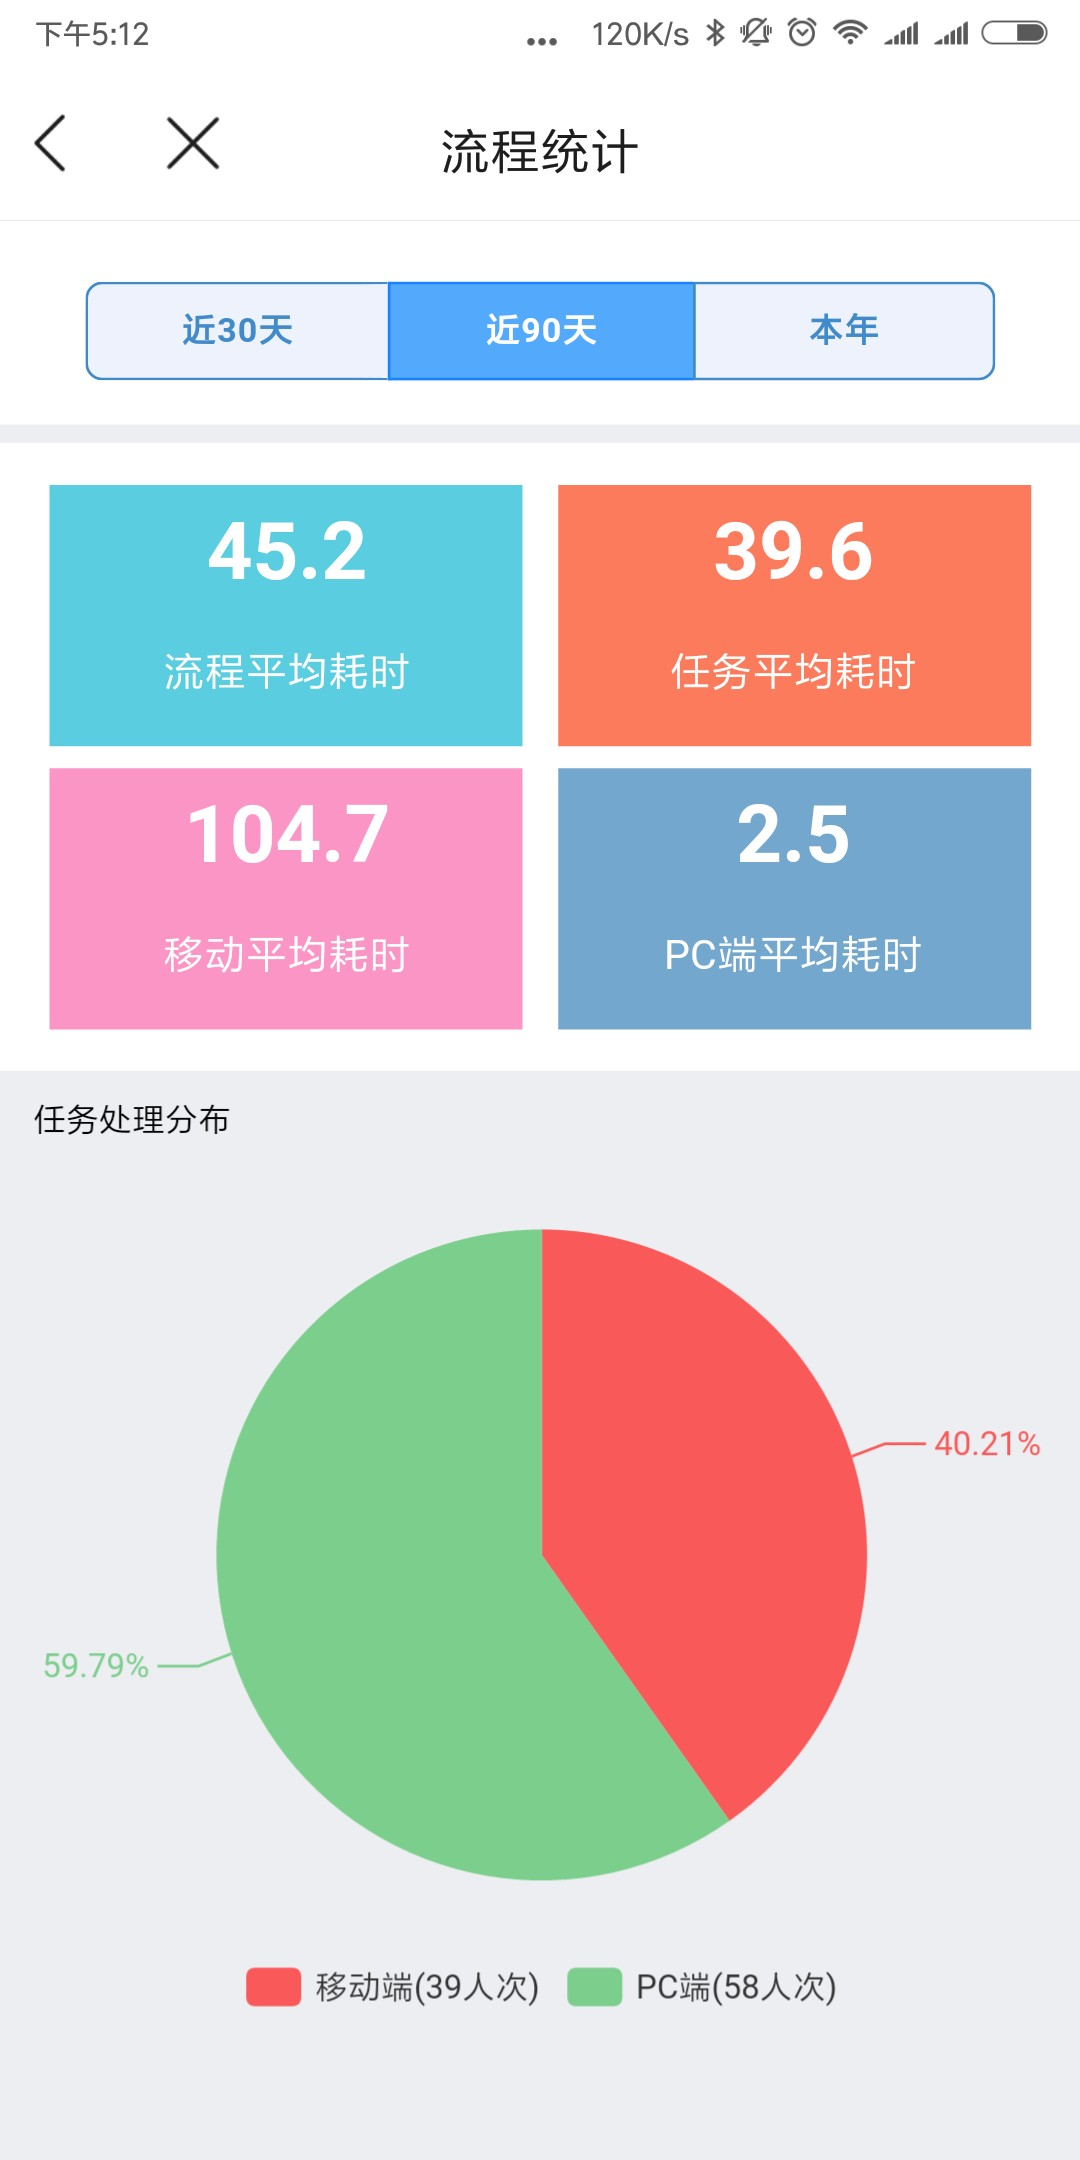 下午5:12
... 120K/s
流程统计
近30天 近90天 本年
45.2
流程平均耗时
39.6
任务平均耗时
104.7
移动平均耗时
2.5
PC端平均耗时
任务处理分布
40.21%
59.79%
移动端(39人次) PC端(58人次)